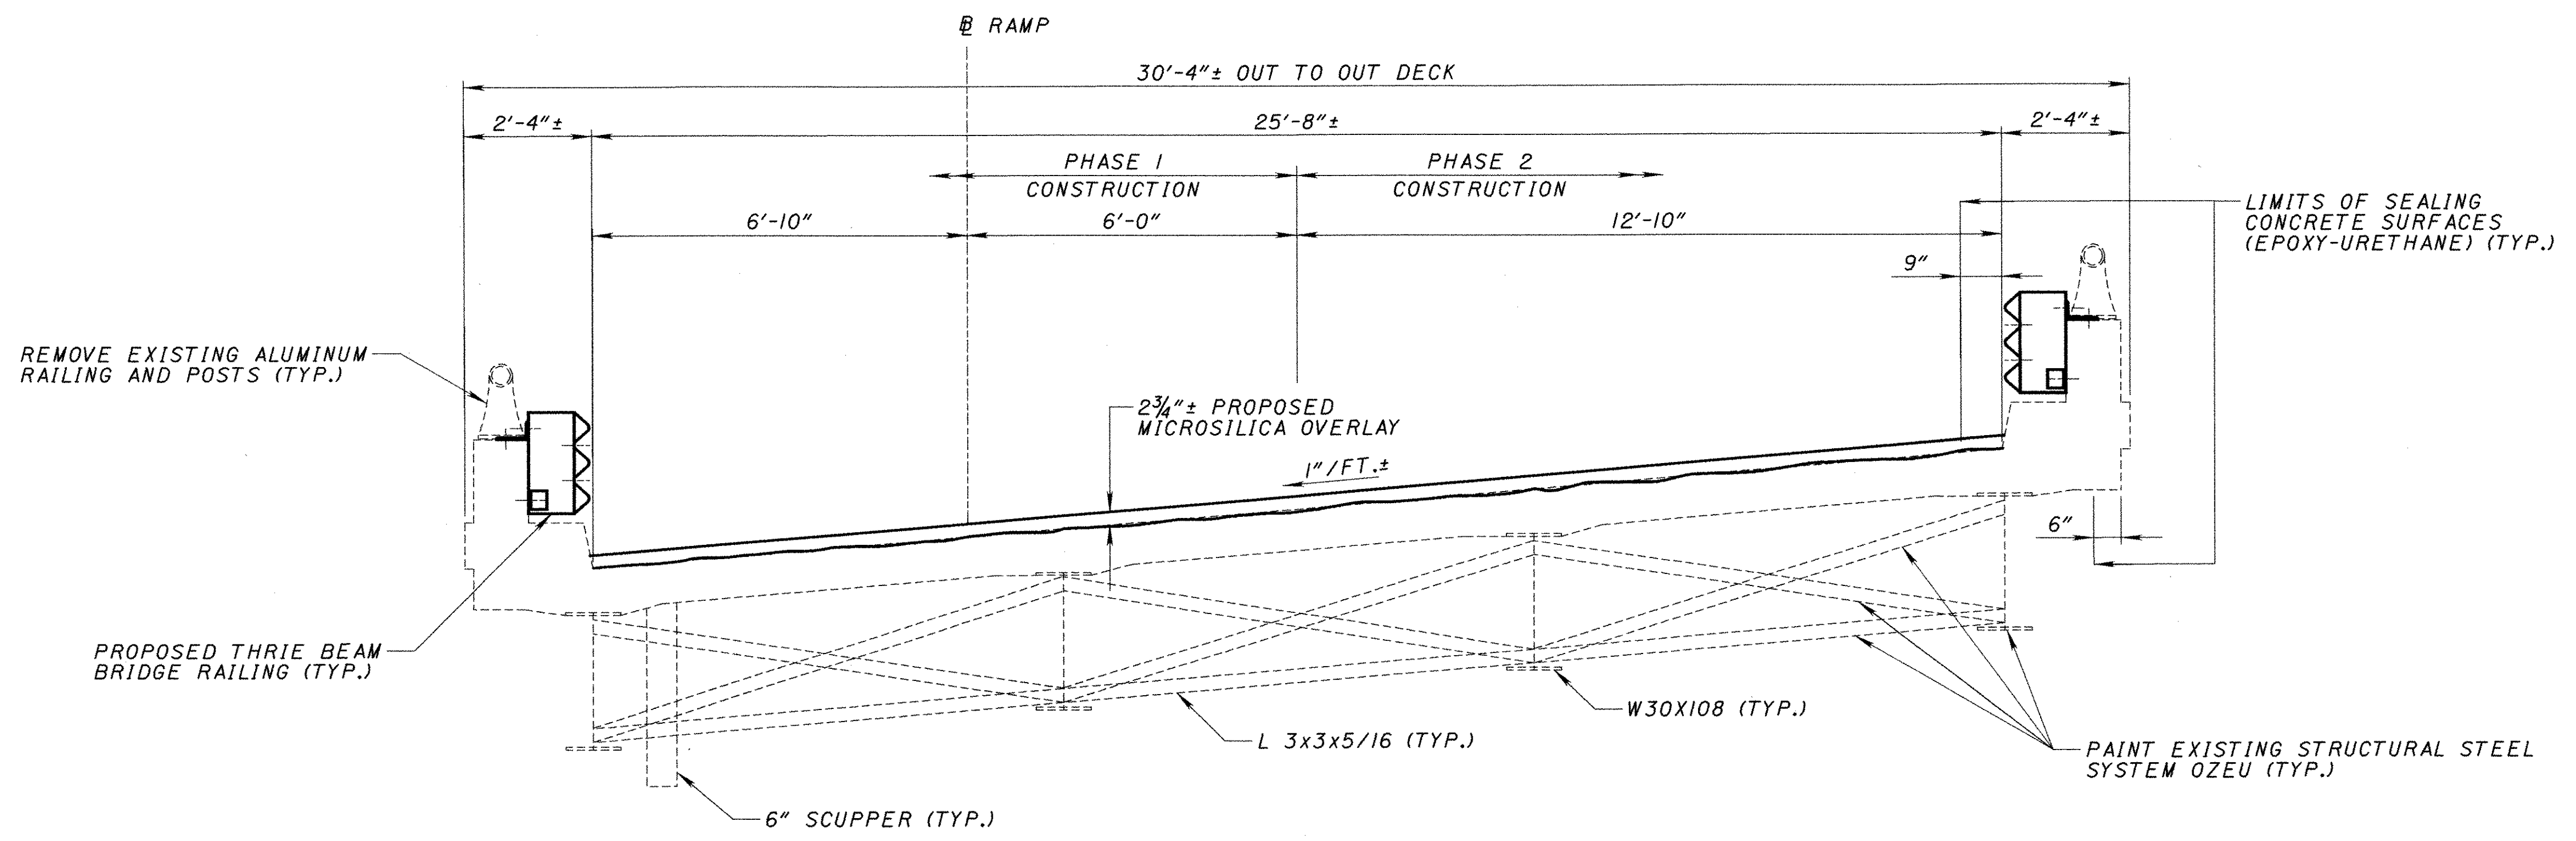 ℄ RAMP
30'-4"± OUT TO OUT DECK
2'-4"±
25'-8"±
2'-4"±
PHASE 1
CONSTRUCTION
PHASE 2
CONSTRUCTION
6'-10"
6'-0"
12'-10"
LIMITS OF SEALING
CONCRETE SURFACES
(EPOXY-URETHANE) (TYP.)
9"
REMOVE EXISTING ALUMINUM
RAILING AND POSTS (TYP.)
2¾"± PROPOSED
MICROSILICA OVERLAY
1"/FT.±
6"
PROPOSED THRIE BEAM
BRIDGE RAILING (TYP.)
W30X108 (TYP.)
L 3x3x5/16 (TYP.)
PAINT EXISTING STRUCTURAL STEEL
SYSTEM OZEU (TYP.)
6" SCUPPER (TYP.)